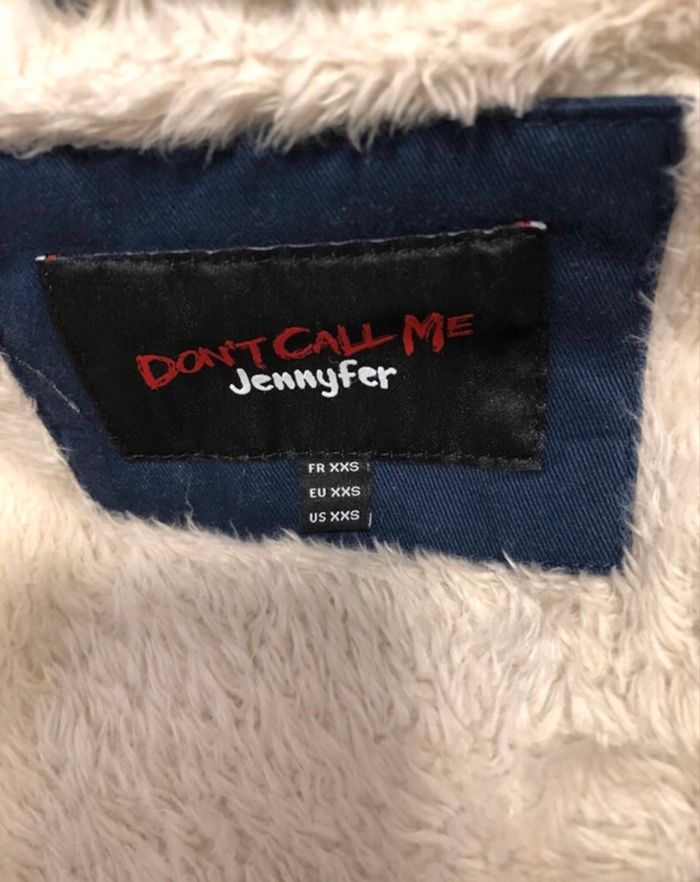 DON'T CALL ME
Jennyfer
FR XXS
EU XXS
US XXS